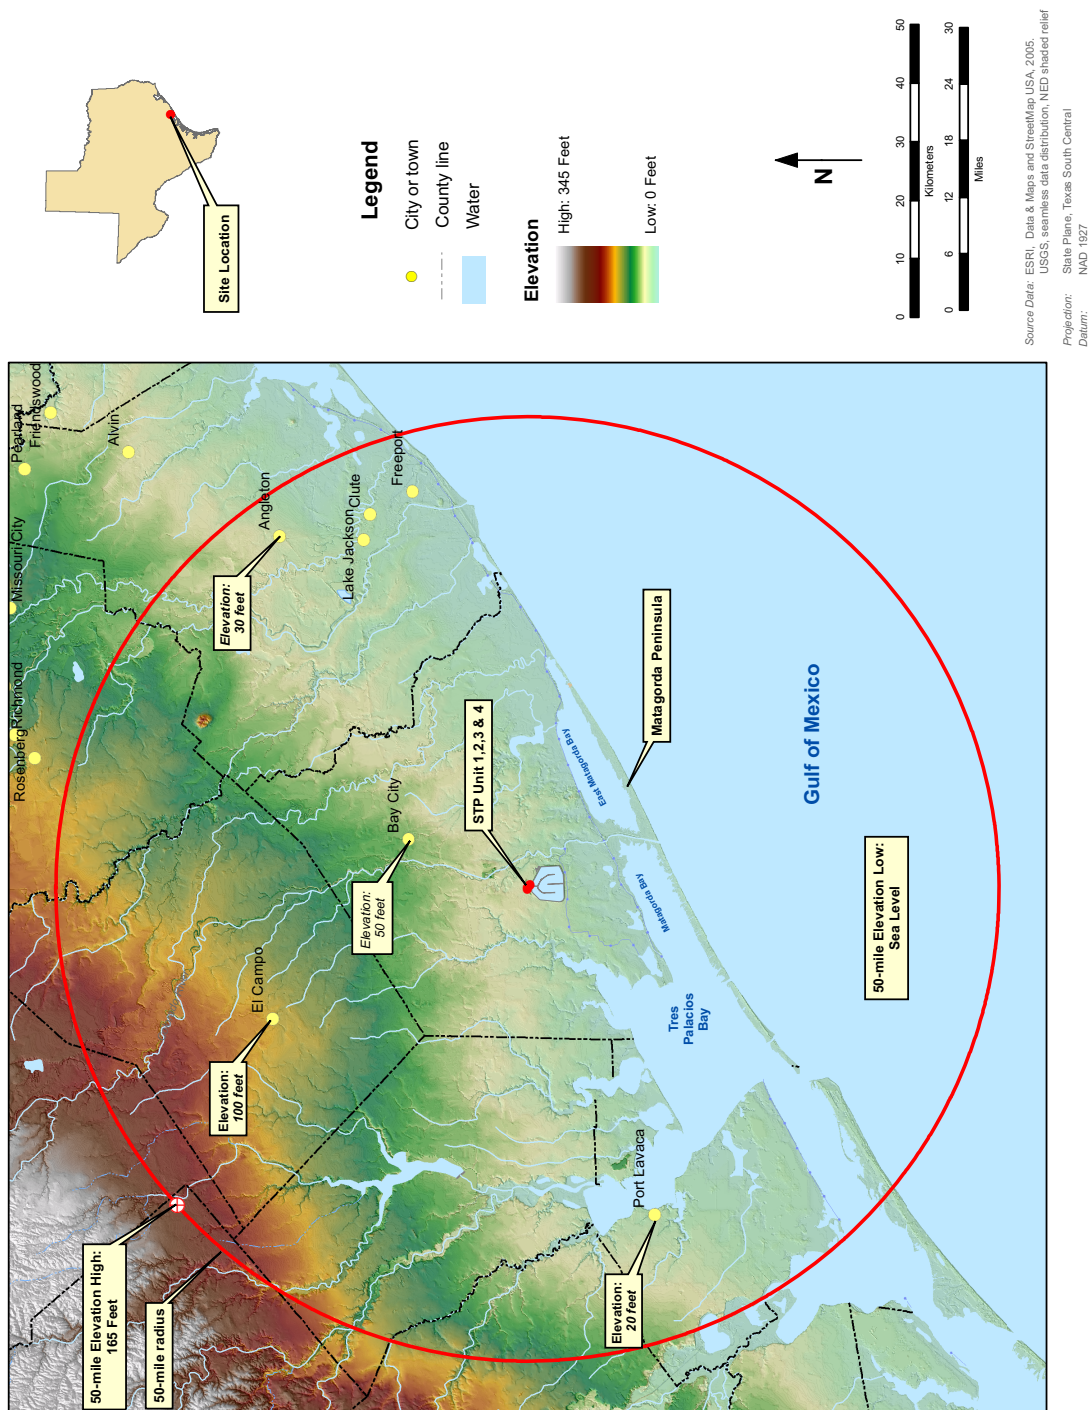 Site Location
Legend
City or town
County line
Water
Elevation
High: 345 Feet
Low: 0 Feet
N
0 10 20 30 40 50
Kilometers
0 6 12 18 24 30
Miles
Source Data: ESRI, Data & Maps and StreetMap USA, 2005.
USGS, seamless data distribution, NED shaded relief
Projection: State Plane, Texas South Central
Datum: NAD 1927
50-mile Elevation High:
165 Feet
50-mile radius
Rosenberg
Richmond
Missouri City
Pearland
Friendswood
Alvin
Angleton
Elevation:
30 feet
Lake Jackson
Clute
Freeport
El Campo
Elevation:
100 feet
Bay City
Elevation:
50 feet
STP Unit 1,2,3 & 4
East Matagorda Bay
Matagorda Peninsula
Matagorda Bay
Tres
Palacios
Bay
Port Lavaca
Elevation:
20 feet
Gulf of Mexico
50-mile Elevation Low:
Sea Level